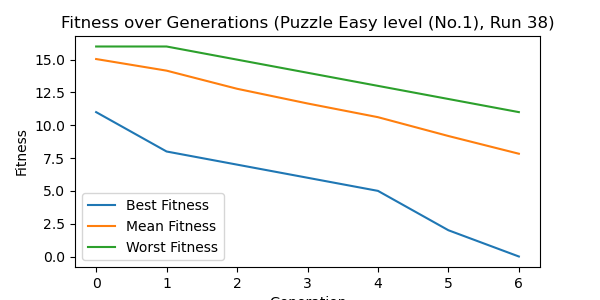 Fitness over Generations (Puzzle Easy level (No.1), Run 38)
Fitness
15.0
12.5
10.0
7.5
5.0
2.5
0.0
Best Fitness
Mean Fitness
Worst Fitness
0 1 2 3 4 5 6
Generation